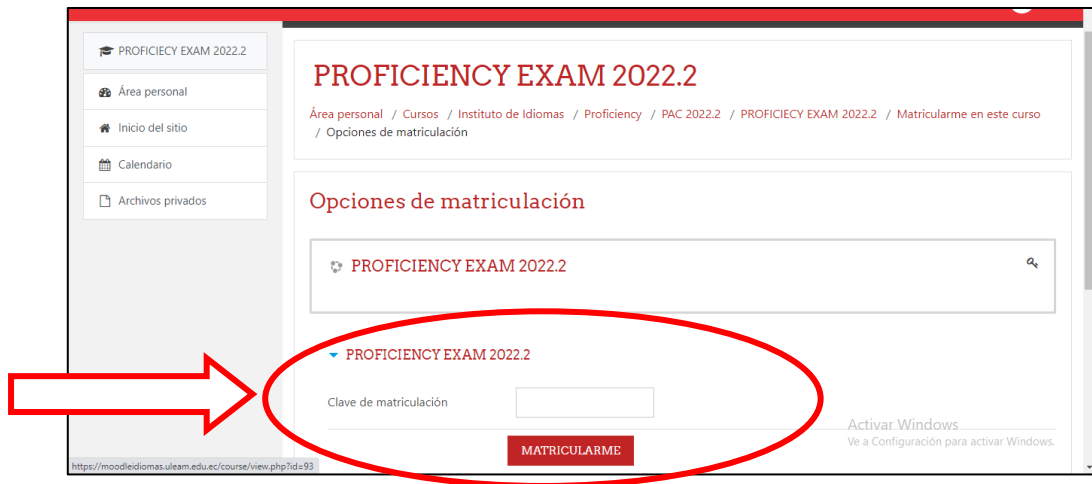 PROFICIECY EXAM 2022.2
Área personal
Inicio del sitio
Calendario
Archivos privados
PROFICIENCY EXAM 2022.2
Área personal / Cursos / Instituto de Idiomas / Proficiency / PAC 2022.2 / PROFICIECY EXAM 2022.2 / Matricularme en este curso
/ Opciones de matriculación
Opciones de matriculación
PROFICIENCY EXAM 2022.2
PROFICIENCY EXAM 2022.2
Clave de matriculación
MATRICULARME
Activar Windows
Ve a Configuración para activar Windows.
https://moodleidiomas.uleam.edu.ec/course/view.php?id=93